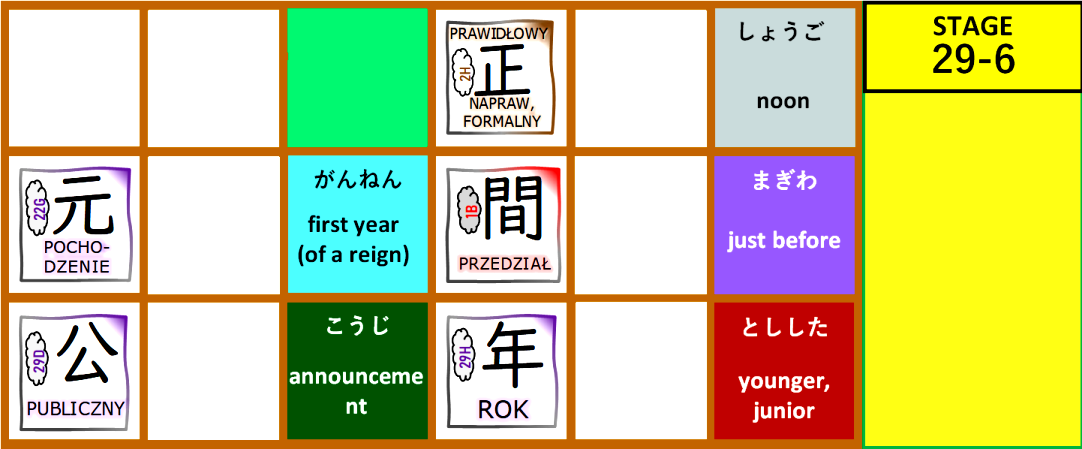 PRAWIDŁOWY
2H
正
NAPRAW,
FORMALNY
しょうご
noon
STAGE
29-6
22G
元
POCHO-
DZENIE
がんねん
first year
(of a reign)
1B
間
PRZEDZIAŁ
まぎわ
just before
29D
公
PUBLICZNY
こうじ
announceme
nt
29H
年
ROK
とししした
younger,
junior